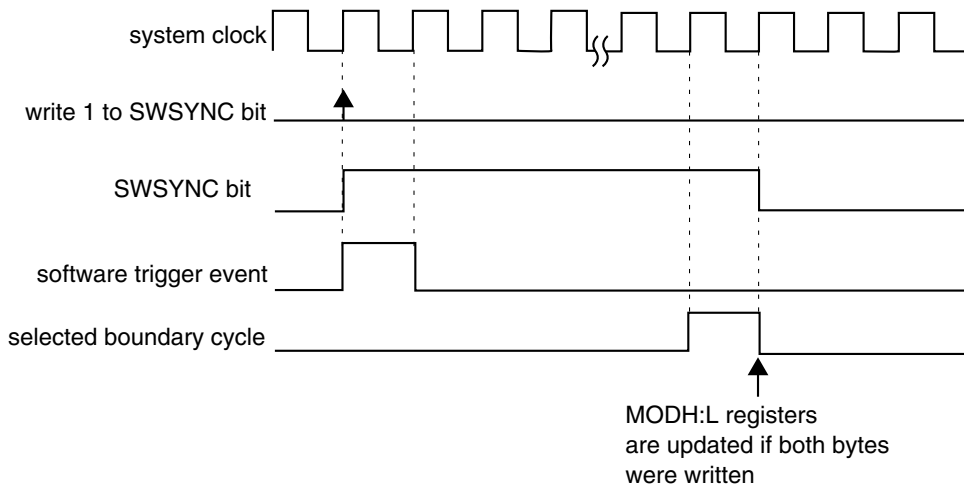 system clock
write 1 to SWSYNC bit
SWSYNC bit
software trigger event
selected boundary cycle
MODH:L registers
are updated if both bytes
were written